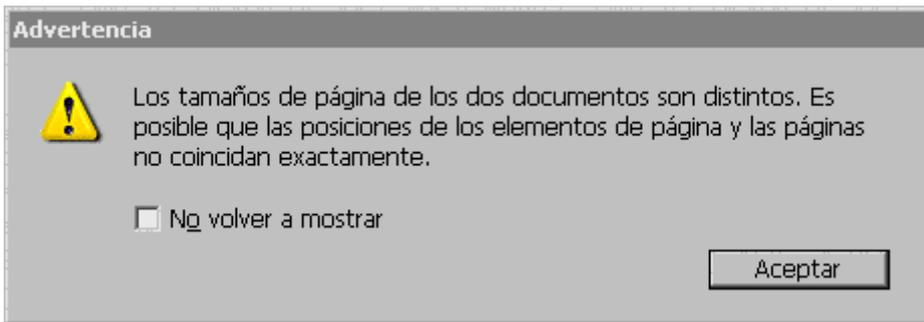 Advertencia
Los tamaños de página de los dos documentos son distintos. Es
posible que las posiciones de los elementos de página y las páginas
no coincidan exactamente.
No volver a mostrar
Aceptar